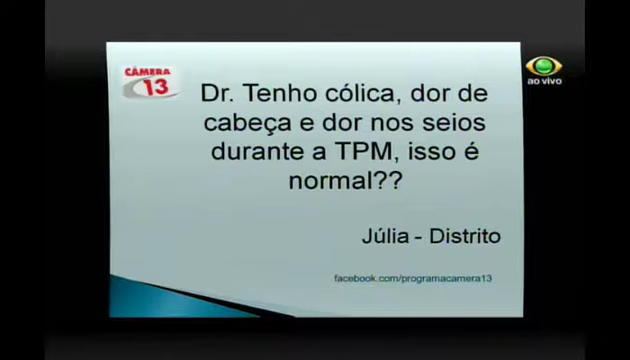 CÂMERA
13
ao vivo
Dr. Tenho cólica, dor de
cabeça e dor nos seios
durante a TPM, isso é
normal??
Júlia - Distrito
facebook.com/programacamera13